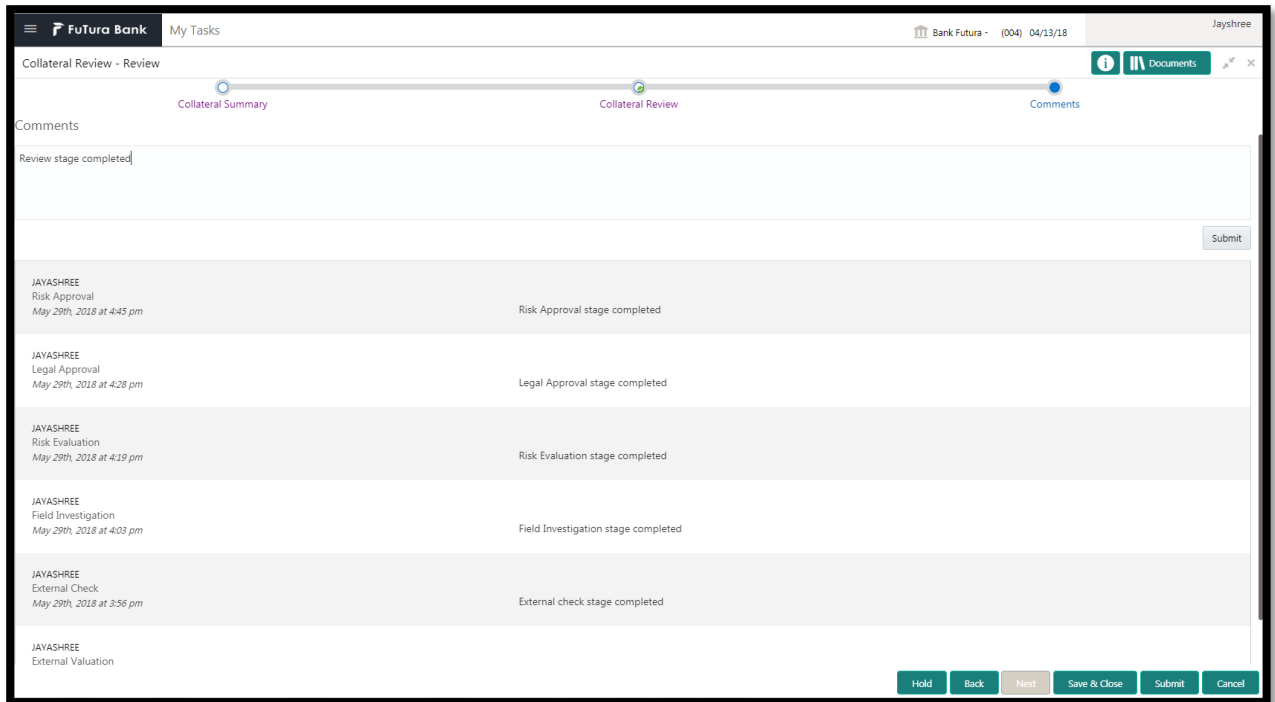 FuTura Bank My Tasks Bank Futura - (004) 04/13/18 Jayshree
Collateral Review - Review i Documents
Collateral Summary Collateral Review Comments
Comments
Review stage completed
Submit
JAYASHREE
Risk Approval
May 29th, 2018 at 4:45 pm Risk Approval stage completed
JAYASHREE
Legal Approval
May 29th, 2018 at 4:28 pm Legal Approval stage completed
JAYASHREE
Risk Evaluation
May 29th, 2018 at 4:19 pm Risk Evaluation stage completed
JAYASHREE
Field Investigation
May 29th, 2018 at 4:03 pm Field Investigation stage completed
JAYASHREE
External Check
May 29th, 2018 at 3:56 pm External check stage completed
JAYASHREE
External Valuation
Hold Back Next Save & Close Submit Cancel